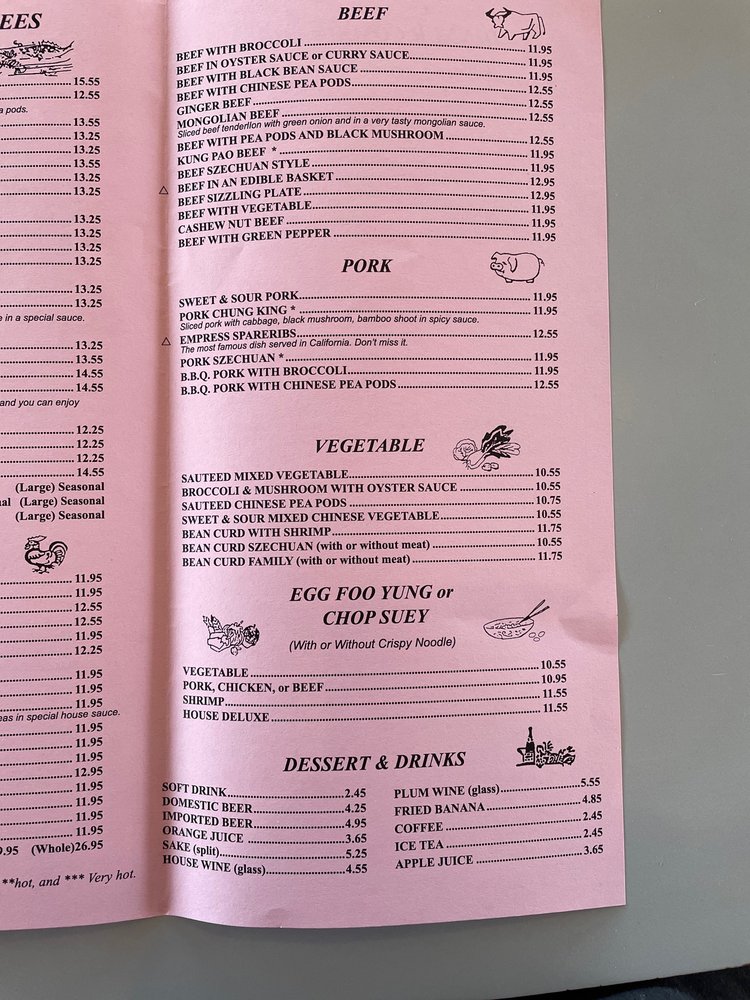 EES
15.55
12.55
a pods.
13.55
13.25
13.25
13.55
13.25
13.25
13.25
13.25
13.25
13.25
13.25
13.25
e in a special sauce.
13.25
13.55
14.55
14.55
and you can enjoy
12.25
12.25
12.25
14.55
(Large) Seasonal
al (Large) Seasonal
(Large) Seasonal
11.95
11.95
12.55
12.55
11.95
12.25
11.95
11.95
11.95
eas in special house sauce.
11.95
11.95
11.95
12.95
11.95
11.95
11.95
11.95
9.95 (Whole)26.95
**hot, and *** Very hot.
BEEF
BEEF WITH BROCCOLI 11.95
BEEF IN OYSTER SAUCE or CURRY SAUCE 11.95
BEEF WITH BLACK BEAN SAUCE 11.95
BEEF WITH CHINESE PEA PODS 12.55
GINGER BEEF 12.55
MONGOLIAN BEEF 12.55
Sliced beef tenderllon with green onion and in a very tasty mongolian sauce.
BEEF WITH PEA PODS AND BLACK MUSHROOM 12.55
KUNG PAO BEEF * 11.95
BEEF SZECHUAN STYLE 11.95
△ BEEF IN AN EDIBLE BASKET 12.95
BEEF SIZZLING PLATE 12.95
BEEF WITH VEGETABLE 11.95
CASHEW NUT BEEF 11.95
BEEF WITH GREEN PEPPER 11.95
PORK
SWEET & SOUR PORK 11.95
PORK CHUNG KING * 11.95
Sliced pork with cabbage, black mushroom, bamboo shoot in spicy sauce.
△ EMPRESS SPARERIBS 12.55
The most famous dish served in California. Don't miss it.
PORK SZECHUAN * 11.95
B.B.Q. PORK WITH BROCCOLI 11.95
B.B.Q. PORK WITH CHINESE PEA PODS 12.55
VEGETABLE
SAUTEED MIXED VEGETABLE 10.55
BROCCOLI & MUSHROOM WITH OYSTER SAUCE 10.55
SAUTEED CHINESE PEA PODS 10.75
SWEET & SOUR MIXED CHINESE VEGETABLE 10.55
BEAN CURD WITH SHRIMP 11.75
BEAN CURD SZECHUAN (with or without meat) 10.55
BEAN CURD FAMILY (with or without meat) 11.75
EGG FOO YUNG or
CHOP SUEY
(With or Without Crispy Noodle)
VEGETABLE 10.55
PORK, CHICKEN, or BEEF 10.95
SHRIMP 11.55
HOUSE DELUXE 11.55
DESSERT & DRINKS
SOFT DRINK 2.45
DOMESTIC BEER 4.25
IMPORTED BEER 4.95
ORANGE JUICE 3.65
SAKE (split) 5.25
HOUSE WINE (glass) 4.55
PLUM WINE (glass) 5.55
FRIED BANANA 4.85
COFFEE 2.45
ICE TEA 2.45
APPLE JUICE 3.65